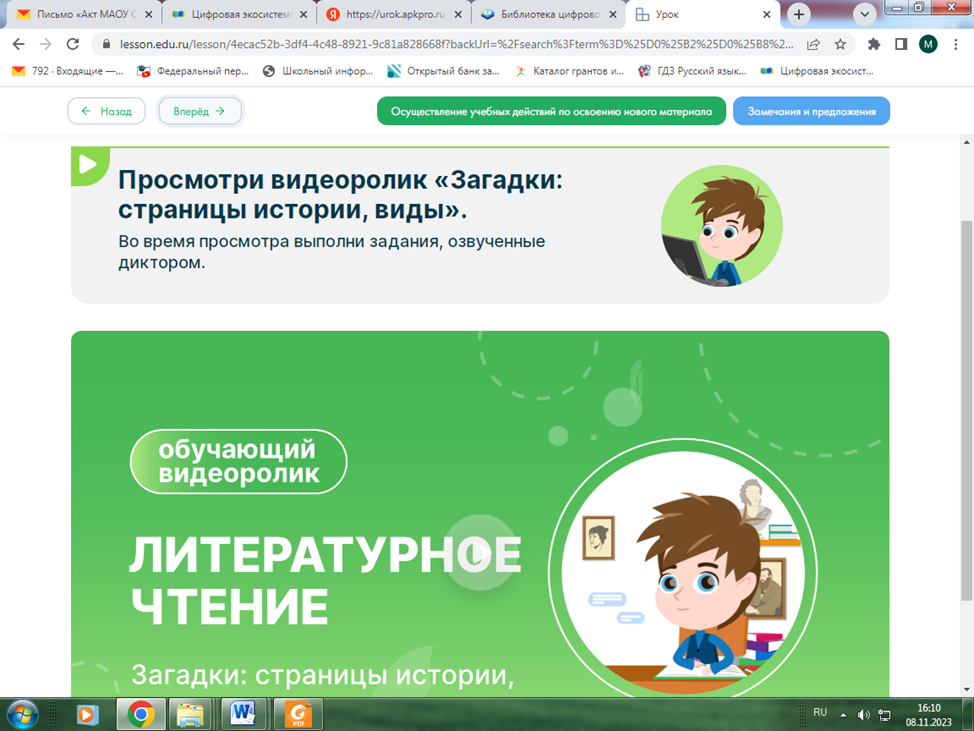 Письмо «Акт МАОУ С
Цифровая экосистем
https://urok.apkpro.ru
Библиотека цифрово
Урок
lesson.edu.ru/lesson/4ecac52b-3df4-4c48-8921-9c81a828668f?backUrl=%2Fsearch%3Fterm%3D%25D0%25B2%25D0%25B8%2...
M
792 · Входящие —...
Федеральный пер...
Школьный инфор...
Открытый банк за...
Каталог грантов и...
ГДЗ Русский язык...
Цифровая экосист...
Назад
Вперёд
Осуществление учебных действий по освоению нового материала
Замечания и предложения
Просмотри видеоролик «Загадки:
страницы истории, виды».
Во время просмотра выполни задания, озвученные
диктором.
обучающий
видеоролик
ЛИТЕРАТУРНОЕ
ЧТЕНИЕ
Загадки: страницы истории,
PDF
RU
16:10
08.11.2023